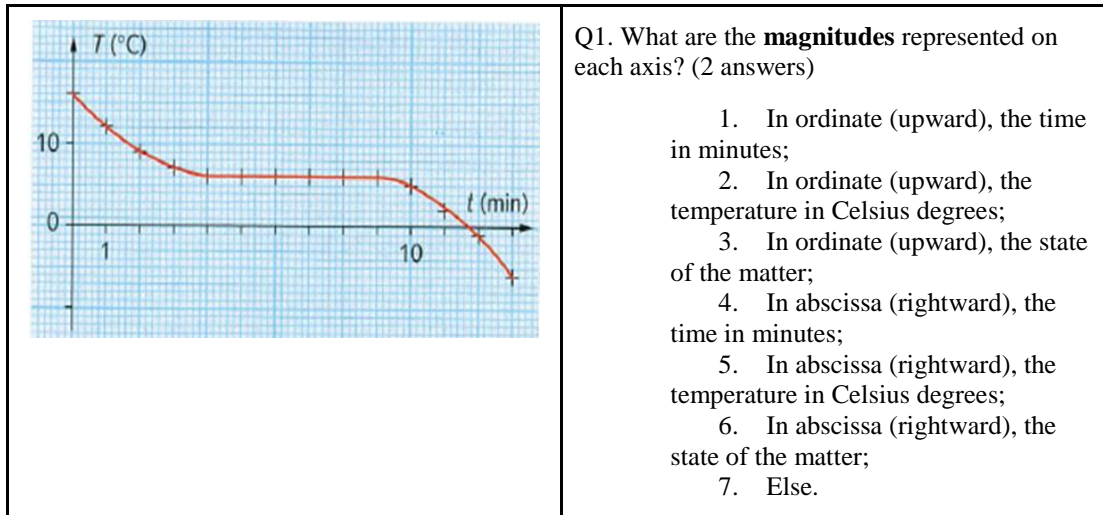 T (°C)
10
0
t (min)
1
10
Q1. What are the magnitudes represented on
each axis? (2 answers)
1. In ordinate (upward), the time
in minutes;
2. In ordinate (upward), the
temperature in Celsius degrees;
3. In ordinate (upward), the state
of the matter;
4. In abscissa (rightward), the
time in minutes;
5. In abscissa (rightward), the
temperature in Celsius degrees;
6. In abscissa (rightward), the
state of the matter;
7. Else.